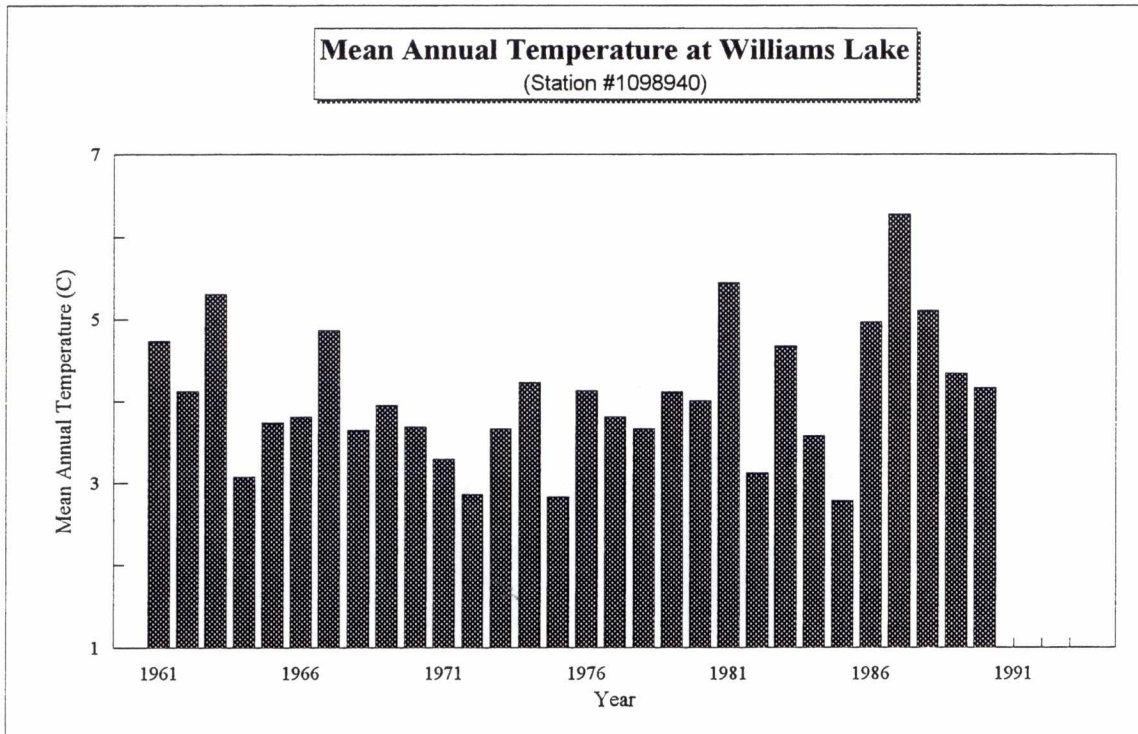 Mean Annual Temperature at Williams Lake
(Station #1098940)
7
5
3
1
Mean Annual Temperature (C)
1961 1966 1971 1976 1981 1986 1991
Year